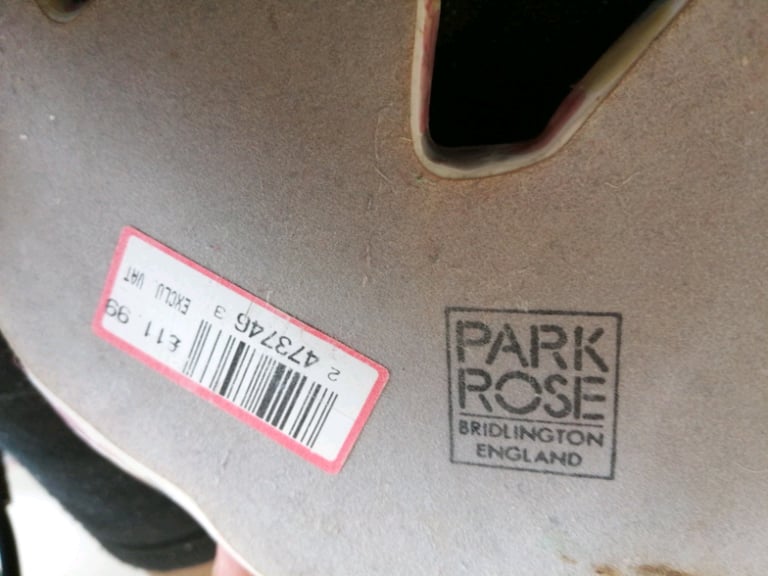 £11.99
EXCLU. VAT
2 473746 3
PARK
ROSE
BRIDLINGTON
ENGLAND